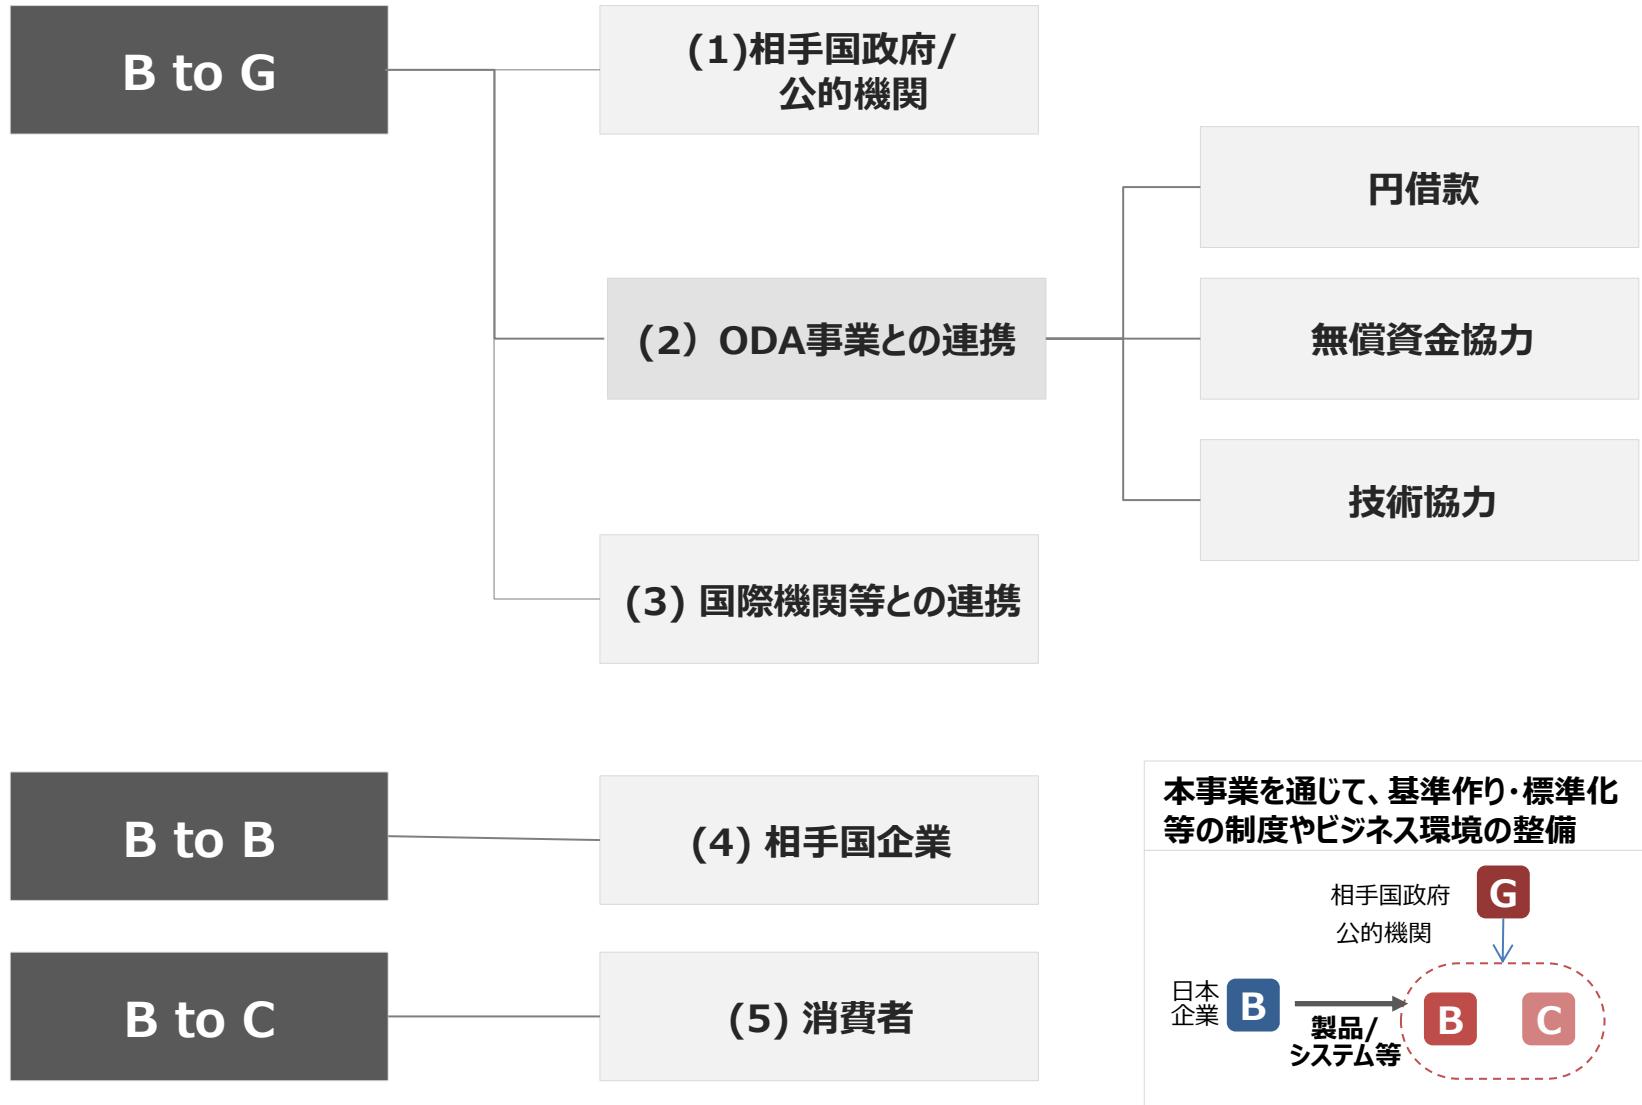 B to G
(1)相手国政府/
公的機関
円借款
(2）ODA事業との連携
無償資金協力
技術協力
(3) 国際機関等との連携
B to B
(4) 相手国企業
B to C
(5) 消費者
本事業を通じて、基準作り・標準化
等の制度やビジネス環境の整備
相手国政府
公的機関
G
日本
企業
B
製品/
システム等
B
C